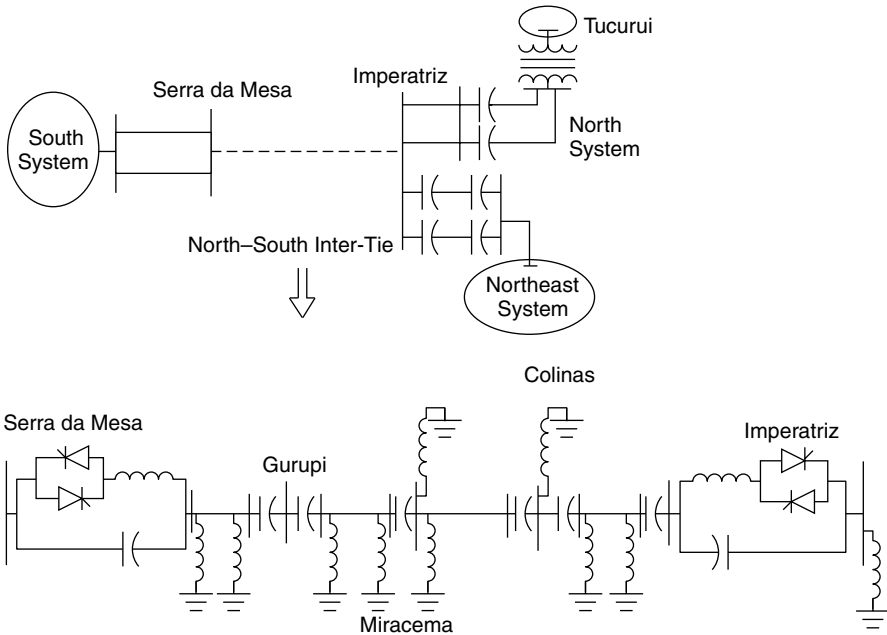 Tucurui
Imperatriz
Serra da Mesa
South
System
North
System
North–South Inter-Tie
Northeast
System
Colinas
Serra da Mesa
Imperatriz
Gurupi
Miracema